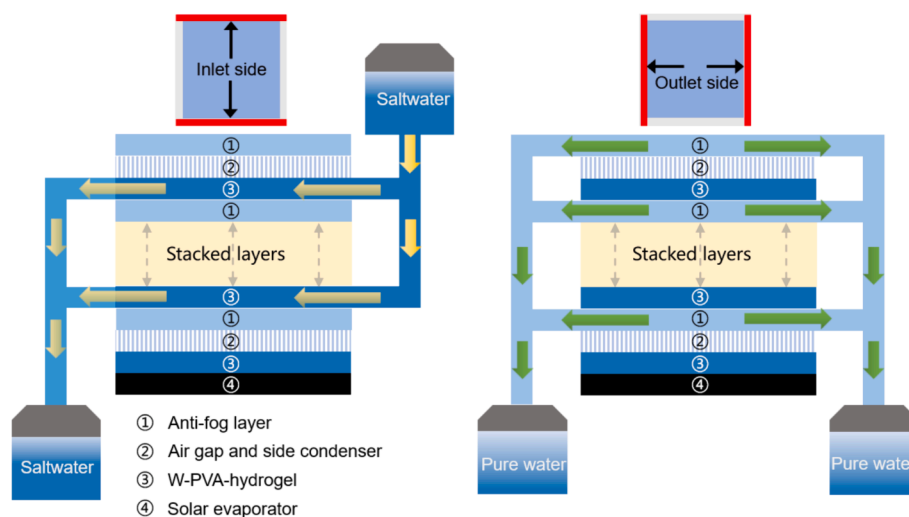 Inlet side
Saltwater
①
②
③
①
Stacked layers
③
①
②
③
④
Saltwater
① Anti-fog layer
② Air gap and side condenser
③ W-PVA-hydrogel
④ Solar evaporator
Outlet side
①
②
③
①
Stacked layers
③
①
②
③
④
Pure water
Pure water